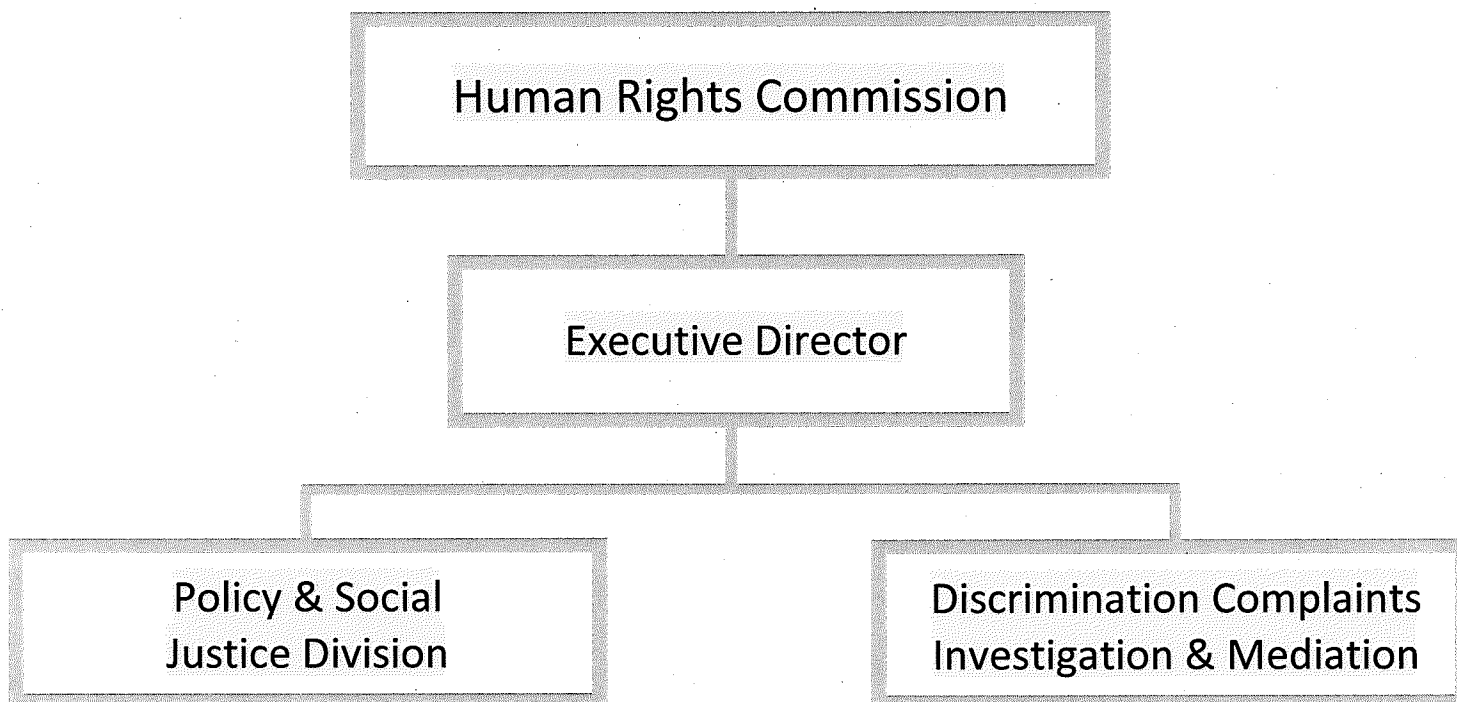 Human Rights Commission
Executive Director
Policy & Social
Justice Division
Discrimination Complaints
Investigation & Mediation